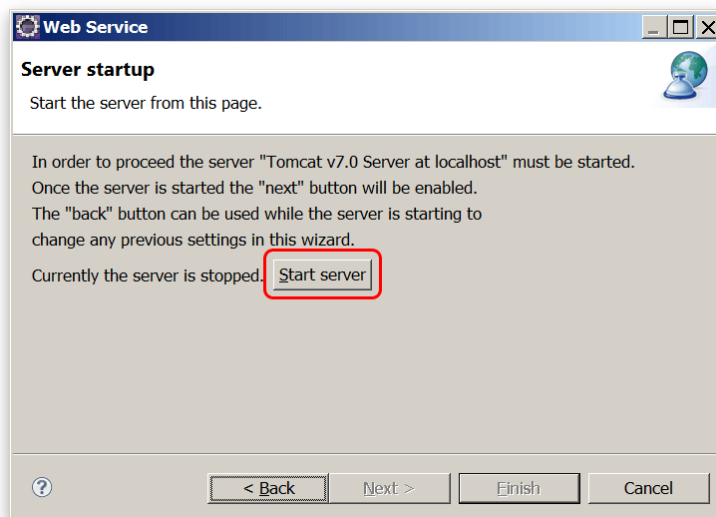 Web Service
Server startup
Start the server from this page.
In order to proceed the server "Tomcat v7.0 Server at localhost" must be started.
Once the server is started the "next" button will be enabled.
The "back" button can be used while the server is starting to
change any previous settings in this wizard.
Currently the server is stopped. Start server
? < Back Next > Finish Cancel